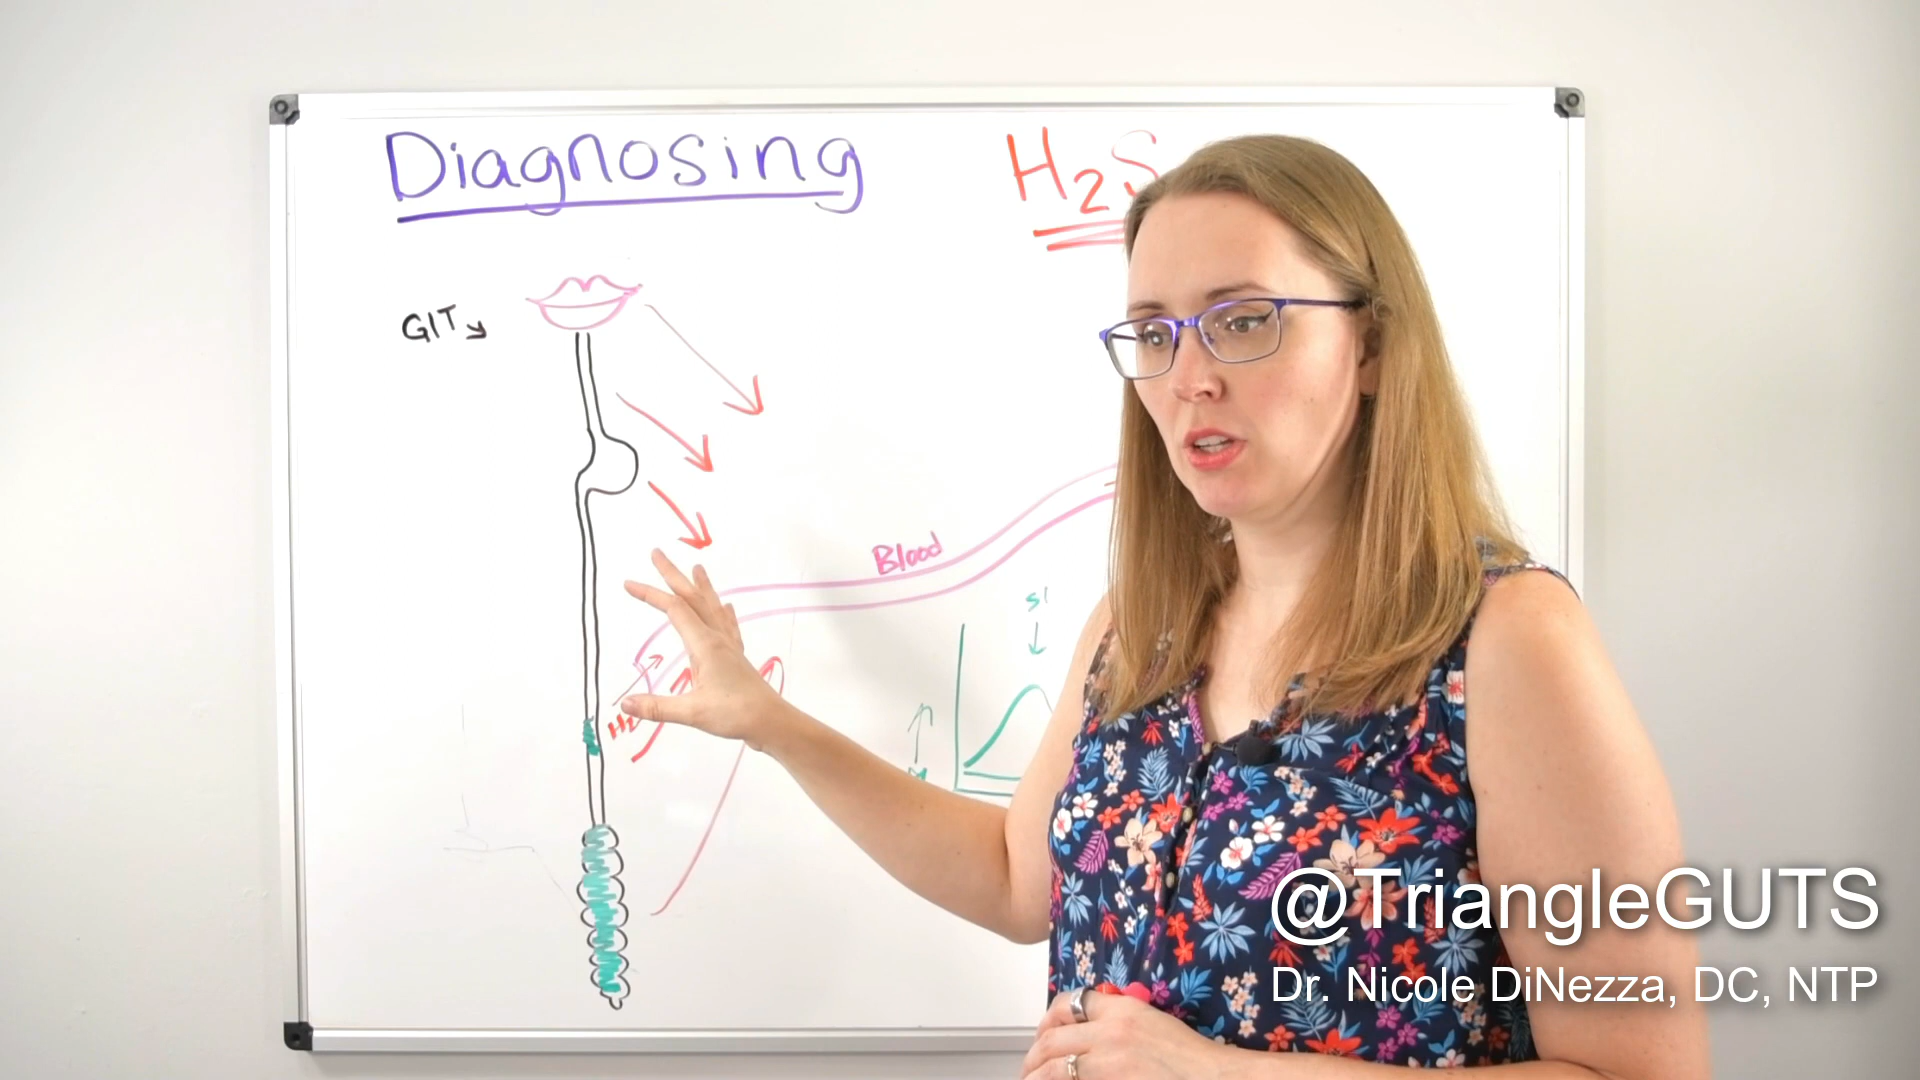 Diagnosing H₂S
GIT
Blood
@TriangleGUTS
Dr. Nicole DiNezza, DC, NTP